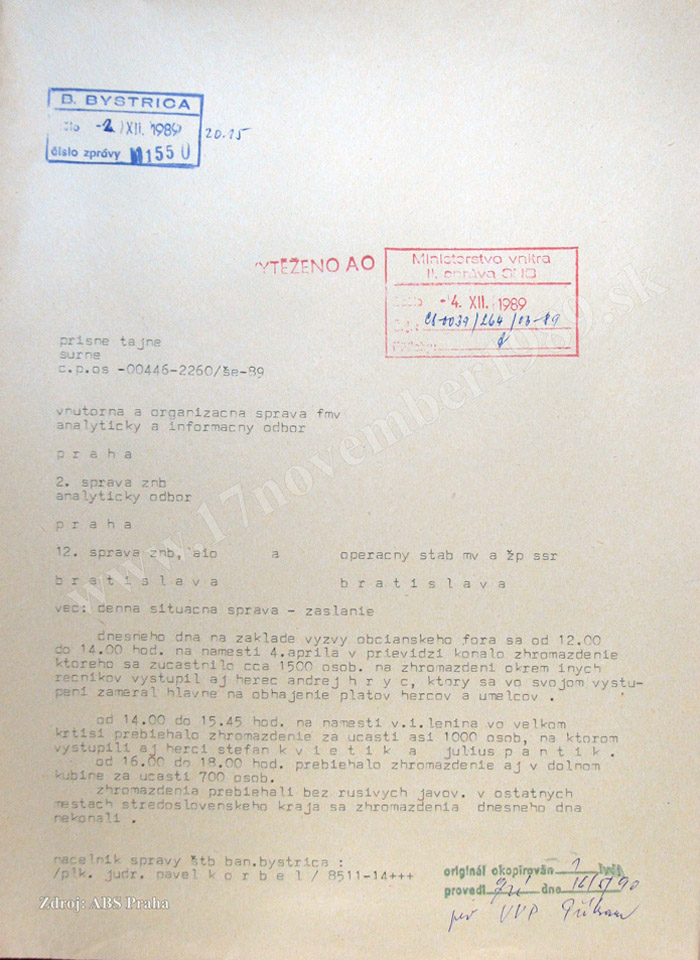 B. BYSTRICA
-2. XII. 1989 20.15
číslo zprávy 1155 U
VYTĚŽENO AO
Ministerstvo vnitra
II. správa SNB
-4. XII. 1989
prisne tajne
surne
c.p.os -00446-2260/še-89
vnutorna a organizacna sprava fmv
analyticky a informacny odbor
p r a h a
2. sprava znb
analyticky odbor
p r a h a
12. sprava znb, aio a operacny stab mv a žp ssr
b r a t i s l a v a b r a t i s l a v a
vec: denna situacna sprava - zaslanie
dnesneho dna na zaklade vyzvy obcianskeho fora sa od 12.00
do 14.00 hod. na namesti 4.aprila v prievidzi konalo zhromazdenie
ktoreho sa zucastnilo cca 1500 osob. na zhromazdeni okrem inych
recnikov vystupil aj herec andrej h r y c, ktory sa vo svojom vystu-
peni zameral hlavne na obhajenie platov hercov a umelcov .
od 14.00 do 15.45 hod. na namesti v.i.lenina vo velkom
krtisi prebiehalo zhromazdenie za ucasti asi 1000 osob, na ktorom
vystupili aj herci stefan k v i e t i k a julius p a n t i k .
od 16.00 do 18.00 hod. prebiehalo zhromazdenie aj v dolnom
kubine za ucasti 700 osob.
zhromazdenia prebiehali bez rusivych javov. v ostatnych
mestach stredoslovenskeho kraja sa zhromazdenia dnesneho dna
nekonali .
nacelnik spravy štb ban.bystrica :
/plk. judr. pavel k o r b e l / 8511-14+++
originál okopírován
provedl dne
VVP
Zdroj: ABS Praha
www.17november1989.sk